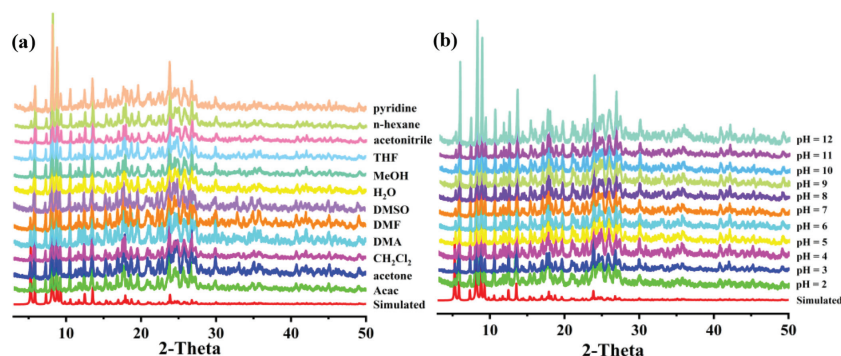 (a)
pyridine
n-hexane
acetonitrile
THF
MeOH
H₂O
DMSO
DMF
DMA
CH₂Cl₂
acetone
Acac
Simulated
10 20 30 40 50
2-Theta
(b)
pH = 12
pH = 11
pH = 10
pH = 9
pH = 8
pH = 7
pH = 6
pH = 5
pH = 4
pH = 3
pH = 2
Simulated
10 20 30 40 50
2-Theta